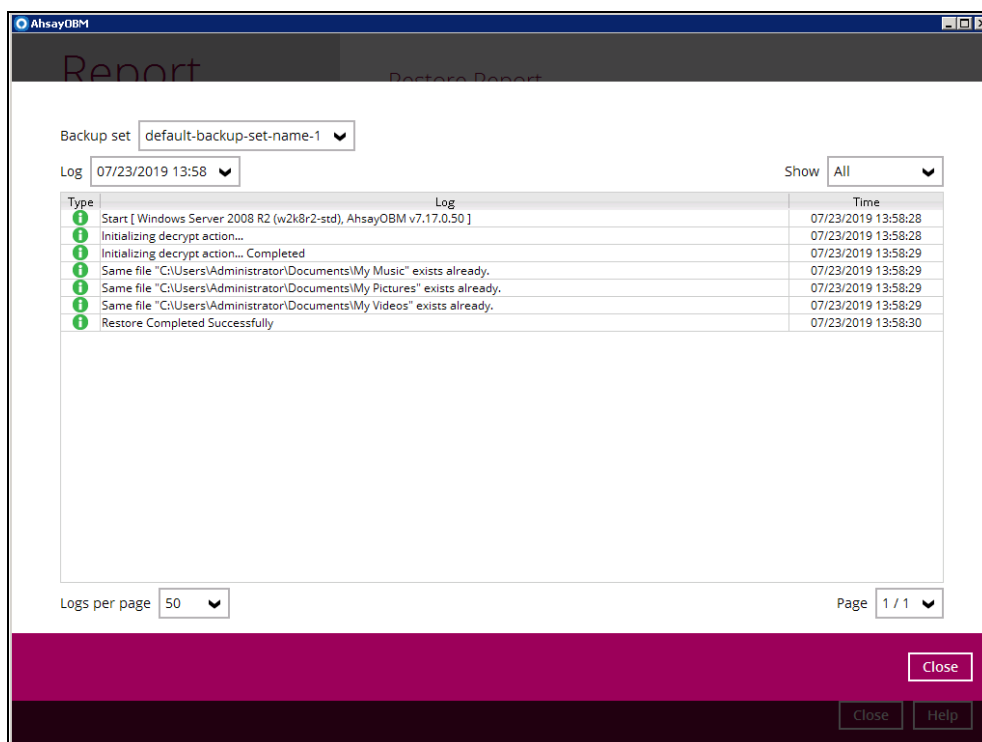 AhsayOBM
Report
Restore Report
Backup set default-backup-set-name-1
Log 07/23/2019 13:58 Show All
Type Log Time
Start [ Windows Server 2008 R2 (w2k8r2-std), AhsayOBM v7.17.0.50 ] 07/23/2019 13:58:28
Initializing decrypt action... 07/23/2019 13:58:28
Initializing decrypt action... Completed 07/23/2019 13:58:29
Same file "C:\Users\Administrator\Documents\My Music" exists already. 07/23/2019 13:58:29
Same file "C:\Users\Administrator\Documents\My Pictures" exists already. 07/23/2019 13:58:29
Same file "C:\Users\Administrator\Documents\My Videos" exists already. 07/23/2019 13:58:29
Restore Completed Successfully 07/23/2019 13:58:30
Logs per page 50 Page 1 / 1
Close
Close Help